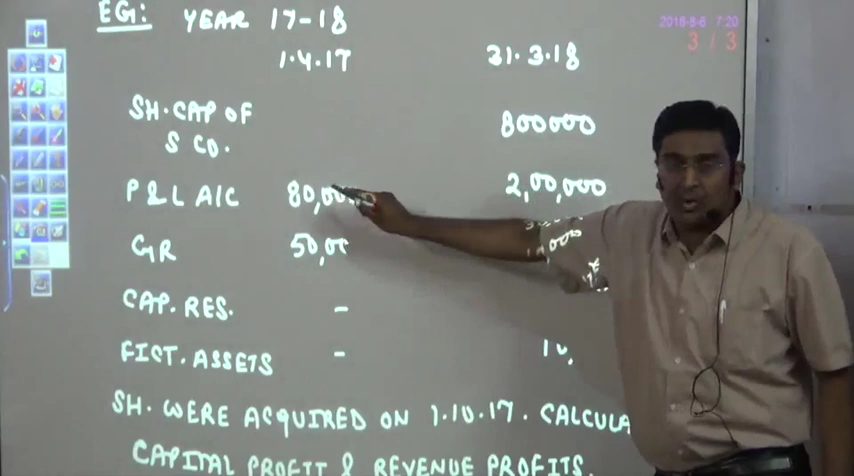 EG: YEAR 17-18
2018-8-6 7:20
3 / 3
1.4.17 31.3.18
SH. CAP OF
S CO. 800000
P & L A/C 2,00,000
GR
CAP. RES. -
FICT. ASSETS -
SH. WERE ACQUIRED ON 1.10.17.
CAPITAL PROFIT & REVENUE PROFITS.